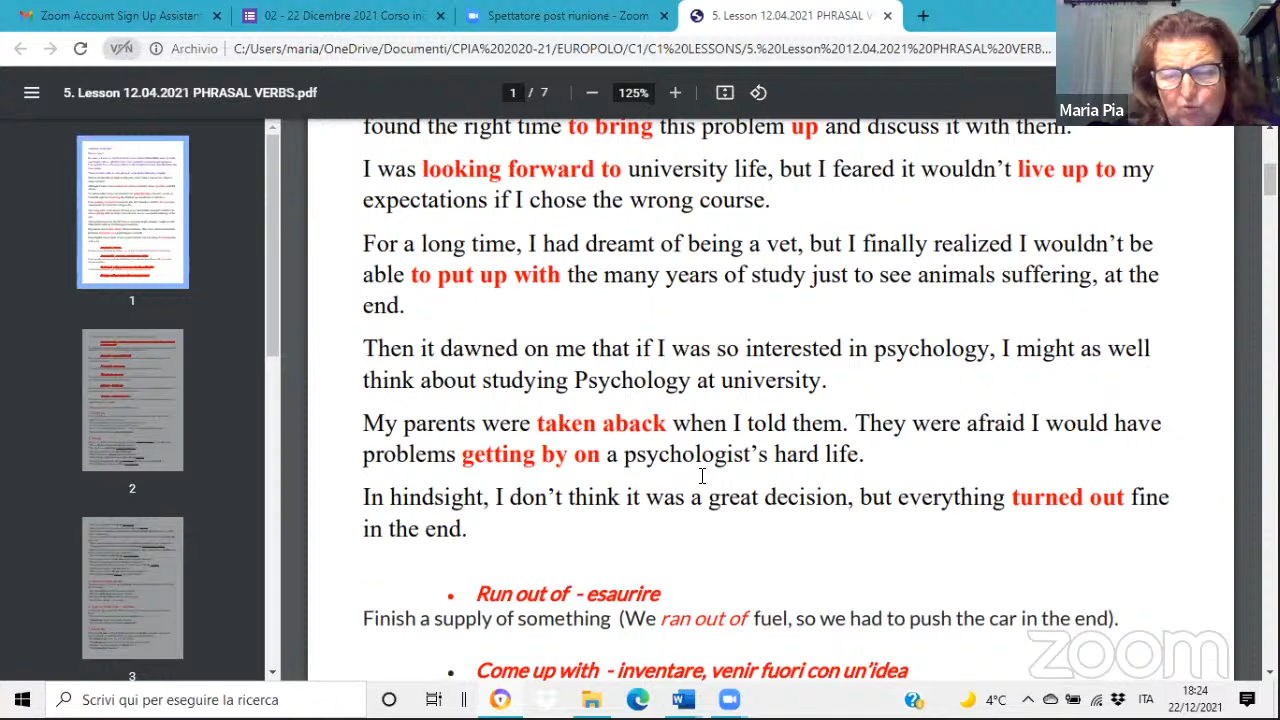 Zoom Account Sign Up Assistant
02 - 22 Dicembre 2021 Corso in
Spettatore post riunione - Zoom
5. Lesson 12.04.2021 PHRASAL V
VPN
Archivio
C:/Users/maria/OneDrive/Documenti/CPIA%202020-21/EUROPOLO/C1/C1%20LESSONS/5.%20Lesson%2012.04.2021%20PHRASAL%20VERB...
Maria Pia
5. Lesson 12.04.2021 PHRASAL VERBS.pdf
1 / 7
125%
found the right time to bring this problem up and discuss it with them.
I was looking forward to university life, but I feared it wouldn't live up to my
expectations if I chose the wrong course.
For a long time, I had dreamt of being a vet, but I finally realized I wouldn't be
able to put up with the many years of study just to see animals suffering, at the
end.
Then it dawned on me that if I was so interested in psychology, I might as well
think about studying Psychology at university.
My parents were taken aback when I told them. They were afraid I would have
problems getting by on a psychologist's hard life.
In hindsight, I don't think it was a great decision, but everything turned out fine
in the end.
• Run out of - esaurire
Finish a supply of something (We ran out of fuel, so we had to push the car in the end).
• Come up with - inventare, venir fuori con un'idea
1
2
3
zoom
Scrivi qui per eseguire la ricerca
4°C
ITA
18:24
22/12/2021